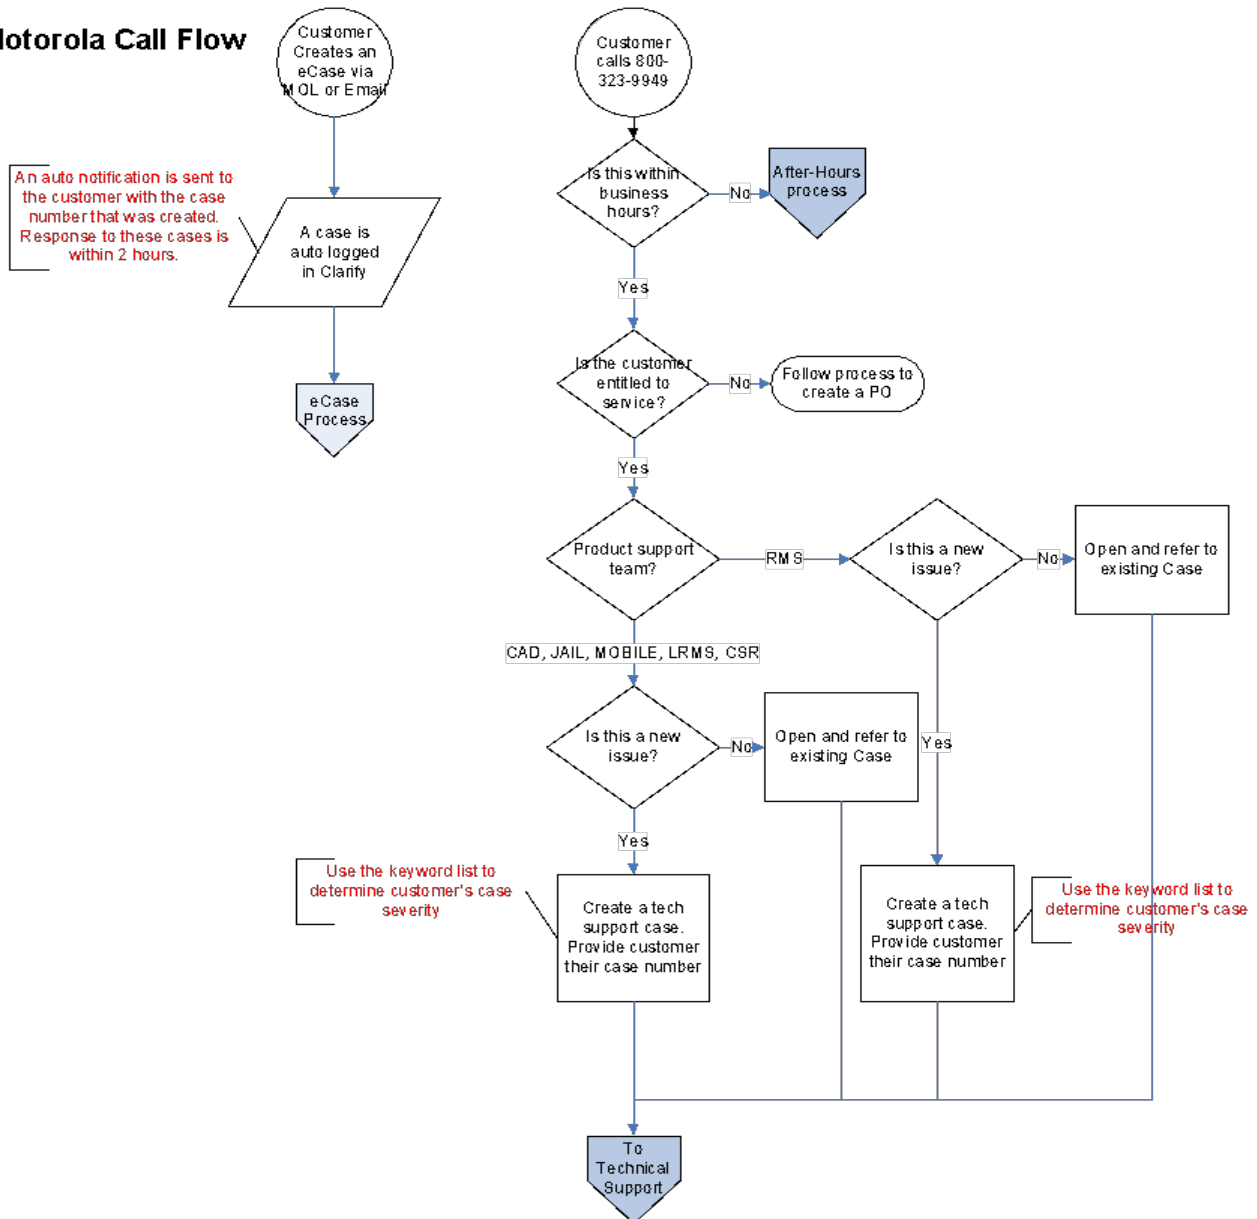 Motorola Call Flow
Customer
Creates an
eCase via
MOL or Email
Customer
calls 800-
323-9949
An auto notification is sent to
the customer with the case
number that was created.
Response to these cases is
within 2 hours.
A case is
auto logged
in Clarify
eCase
Process
Is this within
business
hours?
No
After-Hours
process
Yes
Is the customer
entitled to
service?
No
Follow process to
create a PO
Yes
Product support
team?
RMS
Is this a new
issue?
No
Open and refer to
existing Case
CAD, JAIL, MOBILE, LRMS, CSR
Is this a new
issue?
No
Open and refer to
existing Case
Yes
Yes
Use the keyword list to
determine customer's case
severity
Create a tech
support case.
Provide customer
their case number
Create a tech
support case.
Provide customer
their case number
Use the keyword list to
determine customer's case
severity
To
Technical
Support